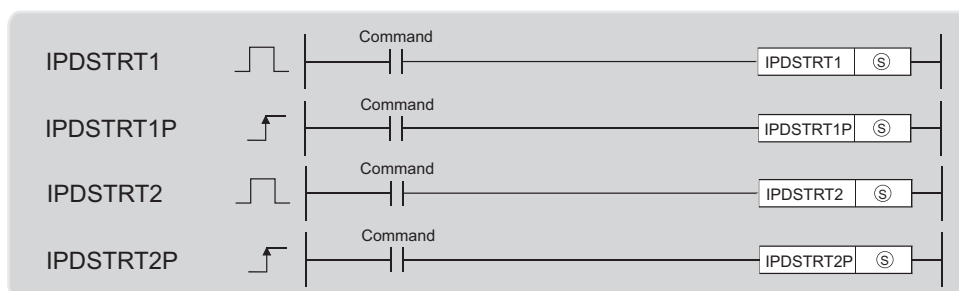 Command
IPDSTRT1 IPDSTRT1 Ⓢ
Command
IPDSTRT1P IPDSTRT1P Ⓢ
Command
IPDSTRT2 IPDSTRT2 Ⓢ
Command
IPDSTRT2P IPDSTRT2P Ⓢ